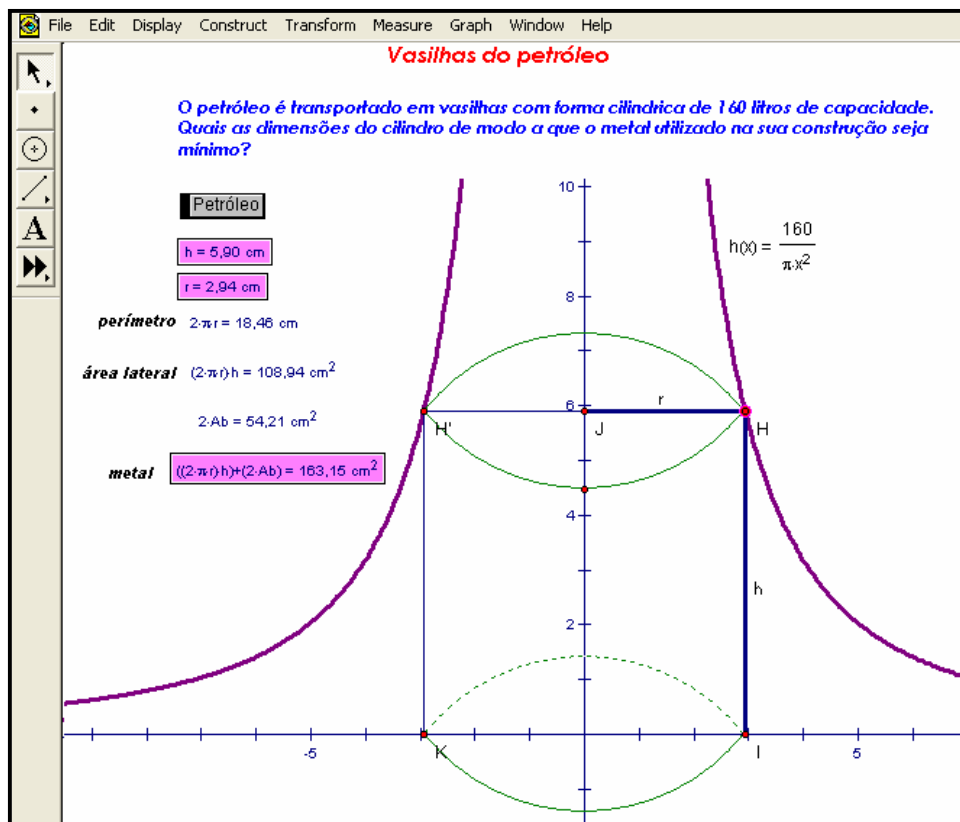 File Edit Display Construct Transform Measure Graph Window Help
Vasilhas do petróleo
O petróleo é transportado em vasilhas com forma cilindrica de 160 litros de capacidade.
Quais as dimensões do cilindro de modo a que o metal utilizado na sua construção seja
mínimo?
Petróleo
h = 5,90 cm
r = 2,94 cm
perímetro 2·π·r = 18,46 cm
área lateral (2·π·r)·h = 108,94 cm²
2·Ab = 54,21 cm²
metal ((2·π·r)·h)+(2·Ab) = 163,15 cm²
A
10
h(x) = 160/(π·x²)
8
6
r
H'
J
H
4
h
2
-5
K
I
5